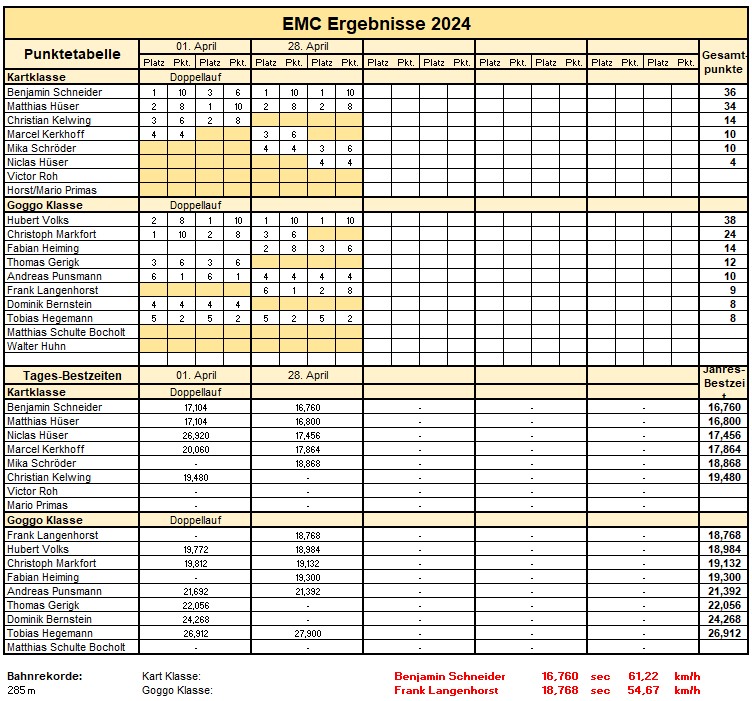 EMC Ergebnisse 2024
Punktetabelle 01. April 28. April Gesamt-punkte
Platz Pkt. Platz Pkt. Platz Pkt. Platz Pkt. Platz Pkt. Platz Pkt. Platz Pkt. Platz Pkt. Platz Pkt. Platz Pkt.
Kartklasse Doppellauf
Benjamin Schneider 1 10 3 6 1 10 1 10 36
Matthias Hüser 2 8 1 10 2 8 2 8 34
Christian Kelwing 3 6 2 8 14
Marcel Kerkhoff 4 4 3 6 10
Mika Schröder 4 4 3 6 10
Niclas Hüser 4 4 4
Victor Roh
Horst/Mario Primas
Goggo Klasse Doppellauf
Hubert Volks 2 8 1 10 1 10 1 10 38
Christoph Markfort 1 10 2 8 3 6 24
Fabian Heiming 2 8 3 6 14
Thomas Gerigk 3 6 3 6 12
Andreas Punsmann 6 1 6 1 4 4 4 4 10
Frank Langenhorst 6 1 2 8 9
Dominik Bernstein 4 4 4 4 8
Tobias Hegemann 5 2 5 2 5 2 5 2 8
Matthias Schulte Bocholt
Walter Huhn
Tages-Bestzeiten 01. April 28. April Jahres-Bestzeit
Kartklasse Doppellauf
Benjamin Schneider 17,104 16,760 - - - 16,760
Matthias Hüser 17,104 16,800 - - - 16,800
Niclas Hüser 26,920 17,456 - - - 17,456
Marcel Kerkhoff 20,060 17,864 - - - 17,864
Mika Schröder - 18,868 - - - 18,868
Christian Kelwing 19,480 - - - - 19,480
Victor Roh - - - - -
Mario Primas - - - - -
Goggo Klasse Doppellauf
Frank Langenhorst - 18,768 - - - 18,768
Hubert Volks 19,772 18,984 - - - 18,984
Christoph Markfort 19,812 19,132 - - - 19,132
Fabian Heiming - 19,300 - - - 19,300
Andreas Punsmann 21,692 21,392 - - - 21,392
Thomas Gerigk 22,056 - - - - 22,056
Dominik Bernstein 24,268 - - - - 24,268
Tobias Hegemann 26,912 27,900 - - - 26,912
Matthias Schulte Bocholt - - - - -
Bahnrekorde: Kart Klasse: Benjamin Schneider 16,760 sec 61,22 km/h
285 m Goggo Klasse: Frank Langenhorst 18,768 sec 54,67 km/h